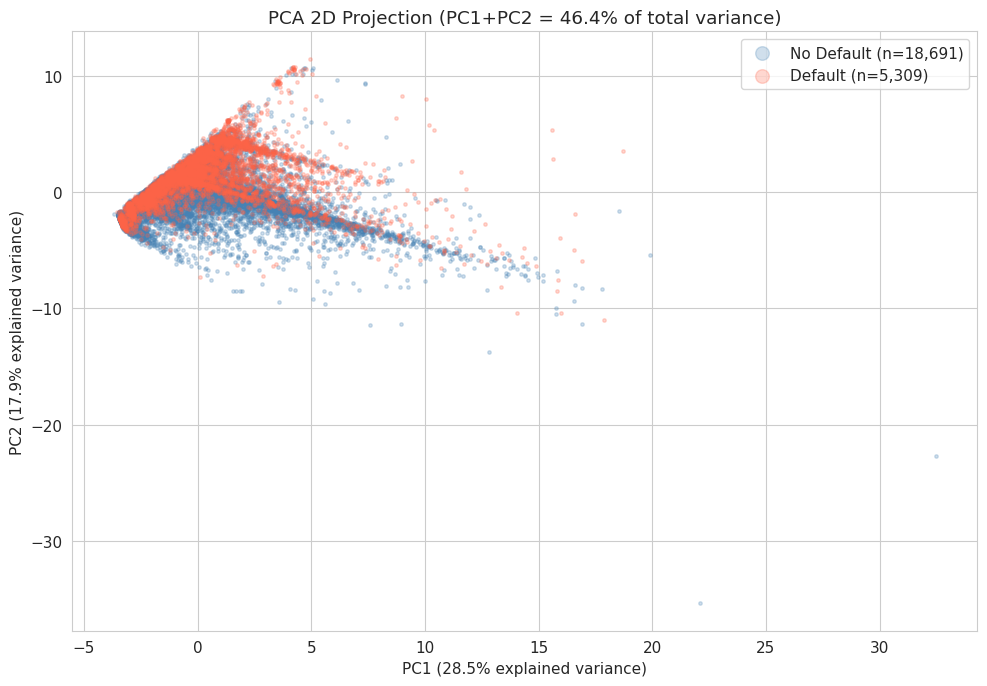 PCA 2D Projection (PC1+PC2 = 46.4% of total variance)
No Default (n=18,691)
Default (n=5,309)
10
0
−10
−20
−30
PC2 (17.9% explained variance)
−5
0
5
10
15
20
25
30
PC1 (28.5% explained variance)